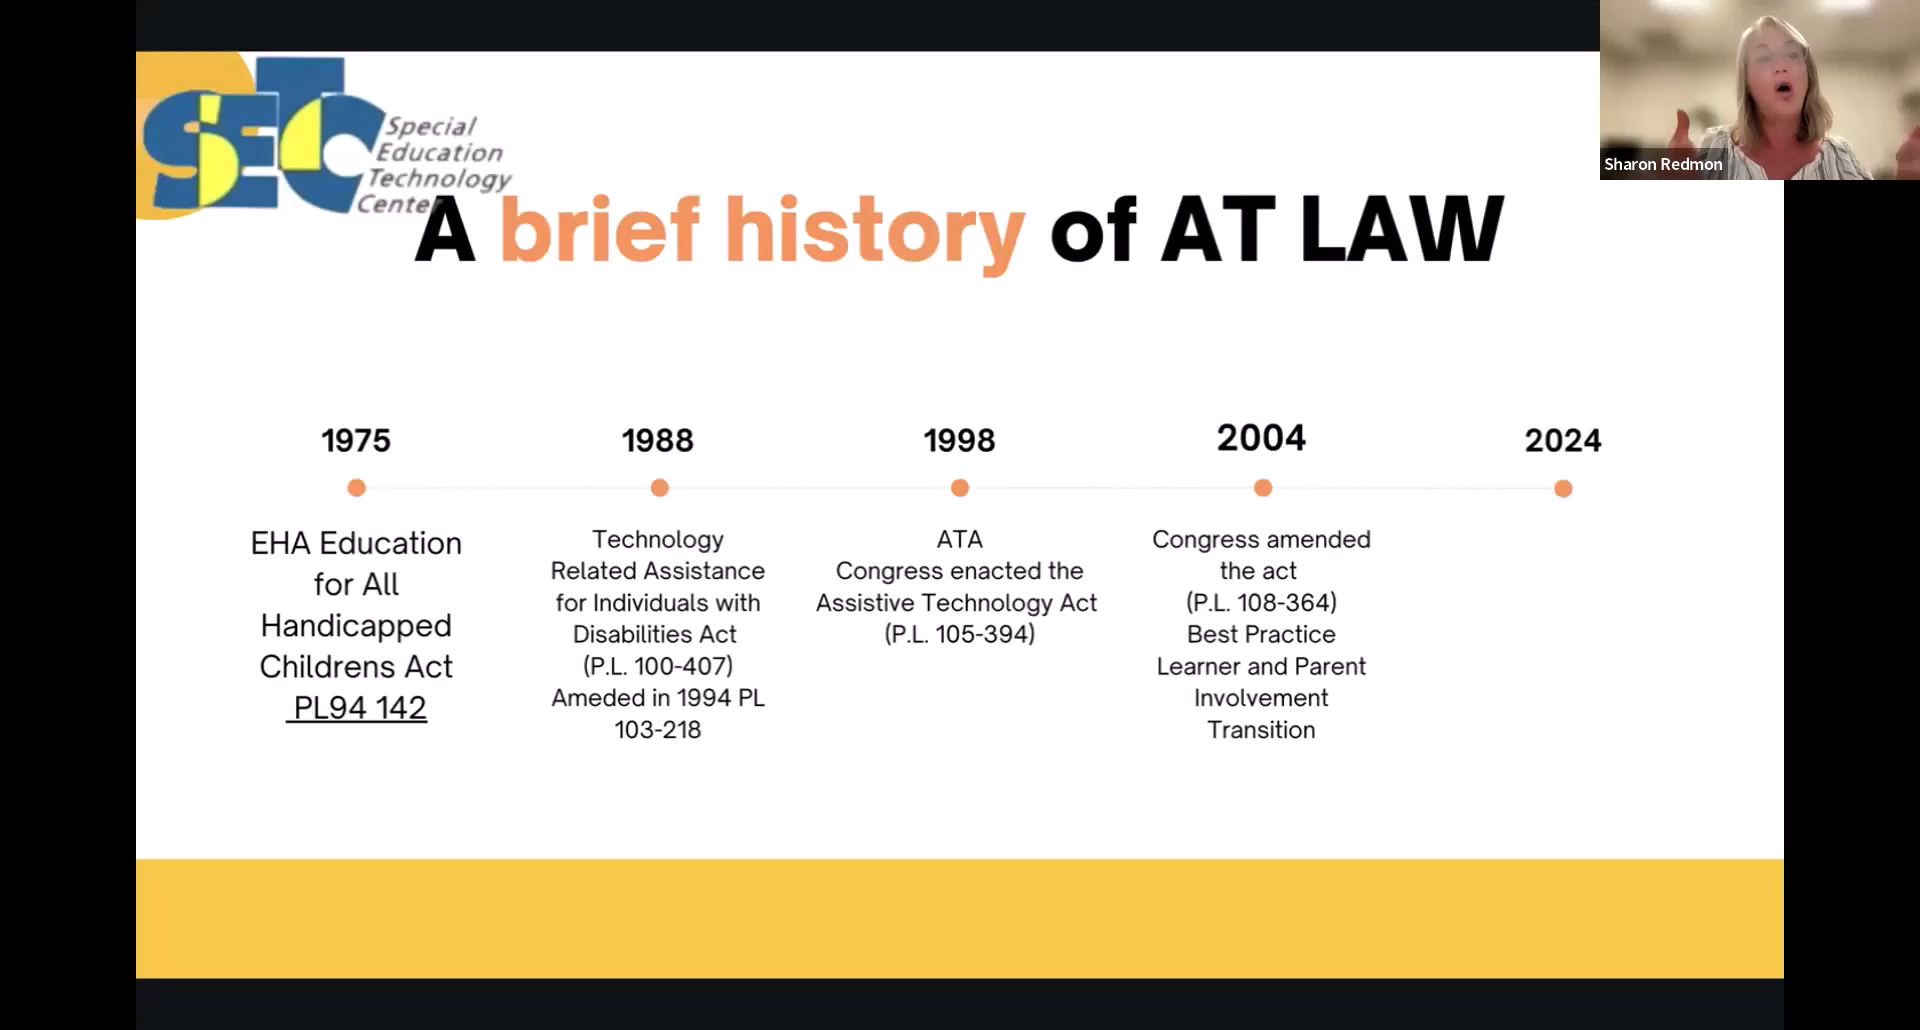 SETC
Special
Education
Technology
Center
Sharon Redmon
A brief history of AT LAW
1975
EHA Education
for All
Handicapped
Childrens Act
PL94 142
1988
Technology
Related Assistance
for Individuals with
Disabilities Act
(P.L. 100-407)
Ameded in 1994 PL
103-218
1998
ATA
Congress enacted the
Assistive Technology Act
(P.L. 105-394)
2004
Congress amended
the act
(P.L. 108-364)
Best Practice
Learner and Parent
Involvement
Transition
2024